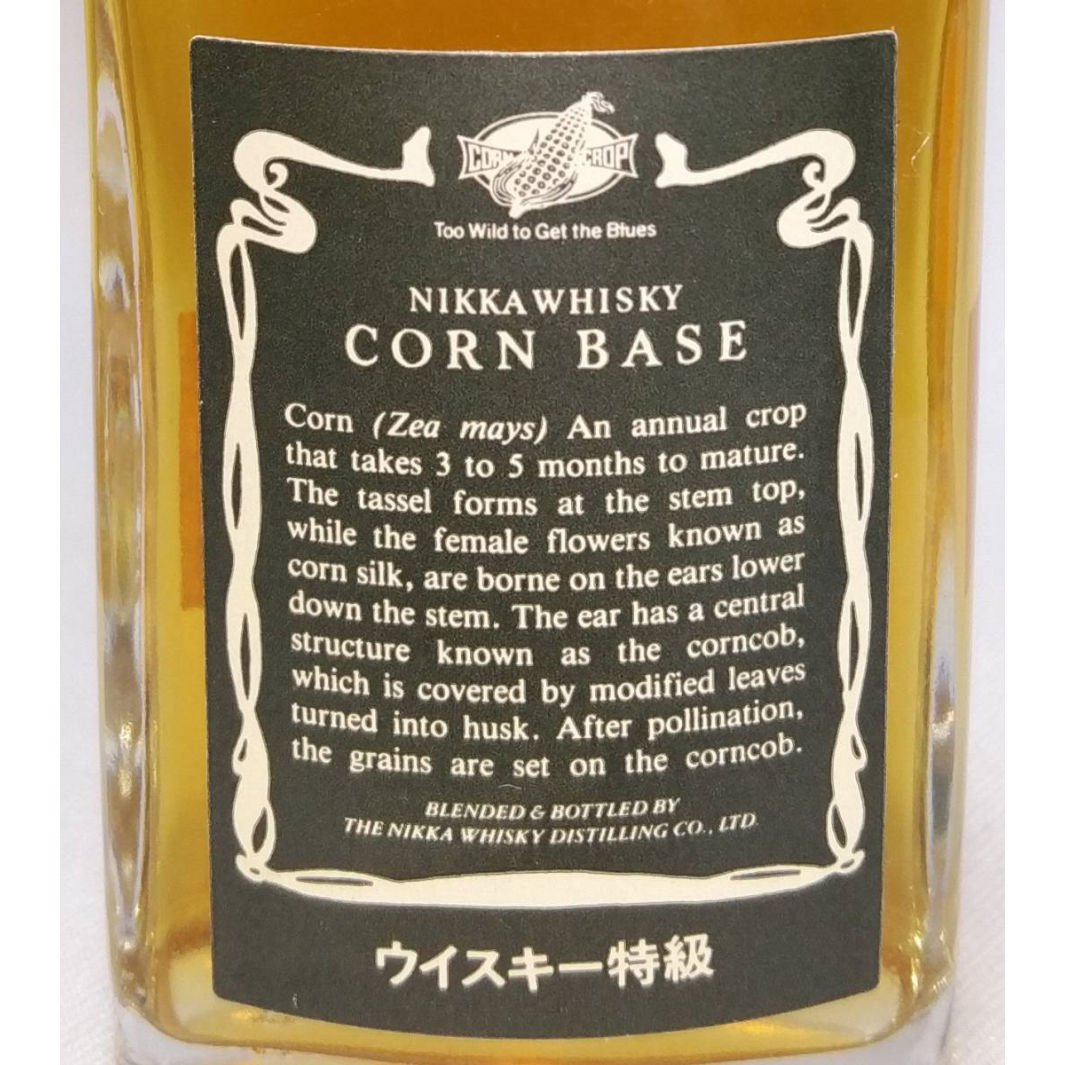 CORN CROP
Too Wild to Get the Blues
NIKKA WHISKY
CORN BASE
Corn (Zea mays) An annual crop
that takes 3 to 5 months to mature.
The tassel forms at the stem top,
while the female flowers known as
corn silk, are borne on the ears lower
down the stem. The ear has a central
structure known as the corncob,
which is covered by modified leaves
turned into husk. After pollination,
the grains are set on the corncob.
BLENDED & BOTTLED BY
THE NIKKA WHISKY DISTILLING CO., LTD.
ウイスキー特級